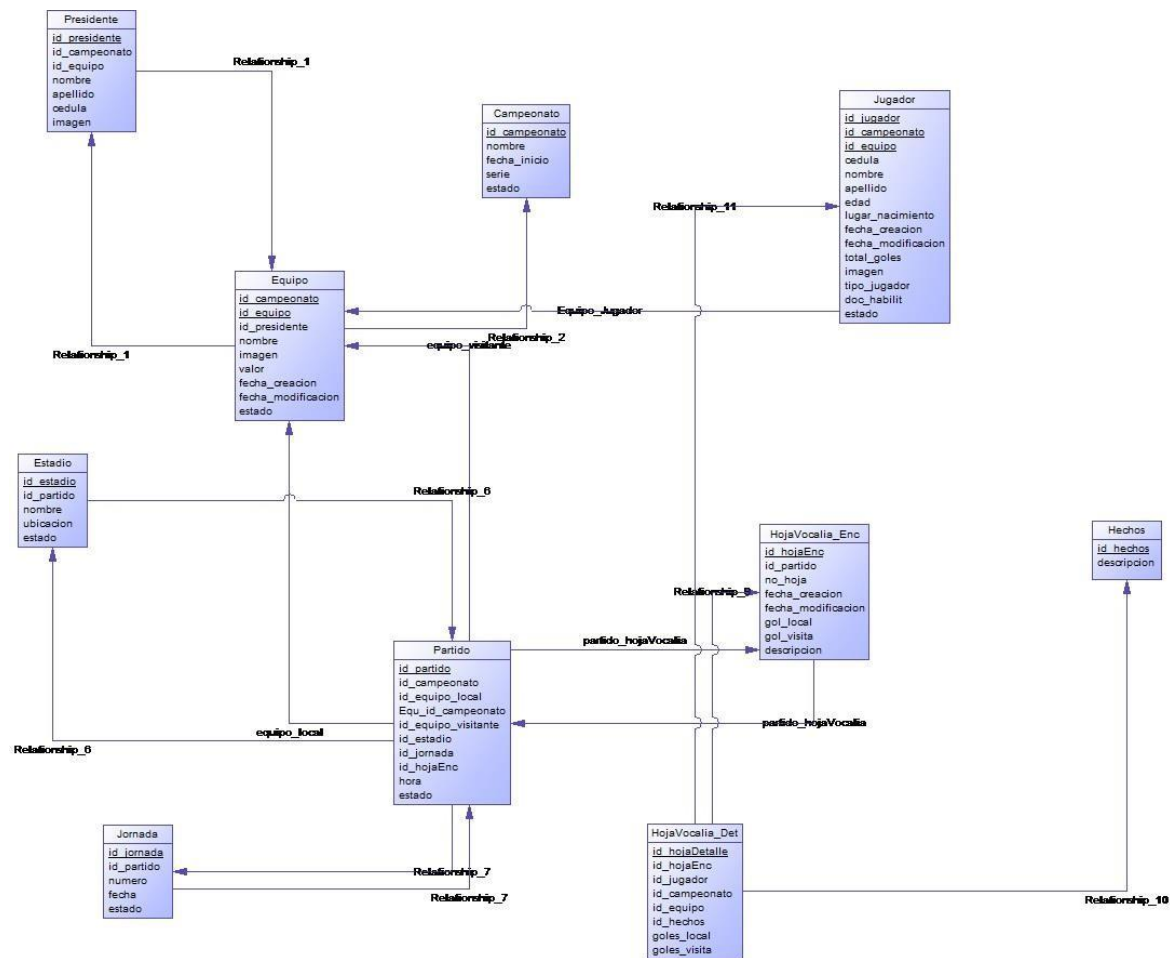 Presidente
id_presidente
id_campeonato
id_equipo
nombre
apellido
cedula
imagen
Relationship_1
Campeonato
id_campeonato
nombre
fecha_inicio
serie
estado
Jugador
id_jugador
id_campeonato
id_equipo
cedula
nombre
apellido
edad
lugar_nacimiento
fecha_creacion
fecha_modificacion
total_goles
imagen
tipo_jugador
doc_habilit
estado
Relationship_11
Equipo
id_campeonato
id_equipo
id_presidente
nombre
imagen
valor
fecha_creacion
fecha_modificacion
estado
Equipo_Jugador
Relationship_2
equipo_visitante
Relationship_1
Estadio
id_estadio
id_partido
nombre
ubicacion
estado
Relationship_6
HojaVocalia_Enc
id_hojaEnc
id_partido
no_hoja
fecha_creacion
fecha_modificacion
gol_local
gol_visita
descripcion
Hechos
id_hechos
descripcion
Relationship_9
partido_hojaVocalia
Partido
id_partido
id_campeonato
id_equipo_local
Equ_id_campeonato
id_equipo_visitante
id_estadio
id_jornada
id_hojaEnc
hora
estado
partido_hojaVocalia
equipo_local
Relationship_6
Jornada
id_jornada
id_partido
numero
fecha
estado
Relationship_7
Relationship_7
HojaVocalia_Det
id_hojaDetalle
id_hojaEnc
id_jugador
id_campeonato
id_equipo
id_hechos
goles_local
goles_visita
Relationship_10